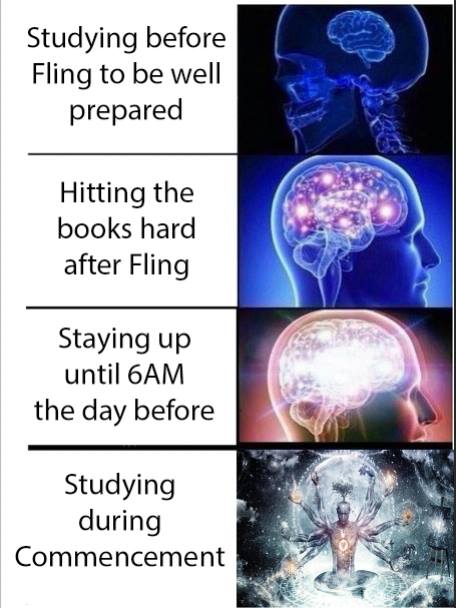 Studying before
Fling to be well
prepared
Hitting the
books hard
after Fling
Staying up
until 6AM
the day before
Studying
during
Commencement